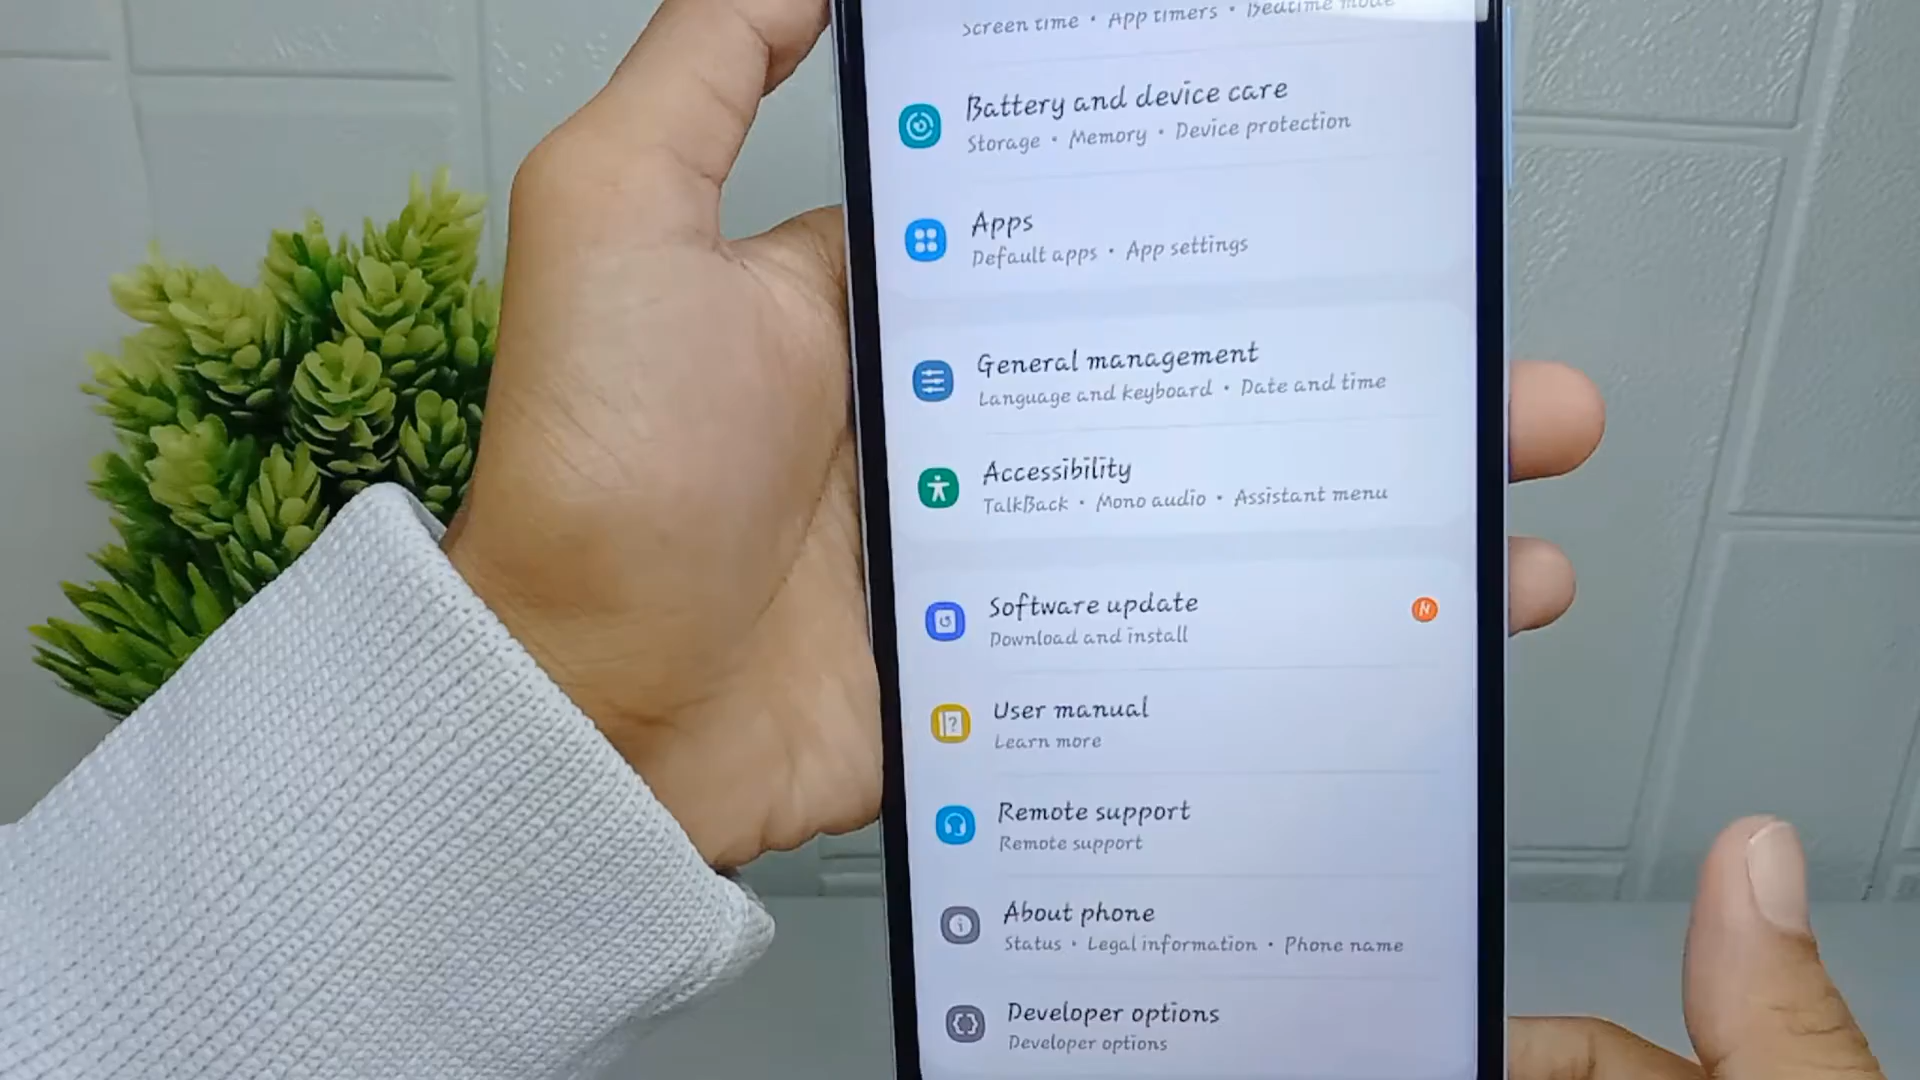 Screen time • App timers • Bedtime mode
Battery and device care
Storage • Memory • Device protection
Apps
Default apps • App settings
General management
Language and keyboard • Date and time
Accessibility
TalkBack • Mono audio • Assistant menu
Software update
N
Download and install
User manual
Learn more
Remote support
Remote support
About phone
Status • Legal information • Phone name
Developer options
Developer options